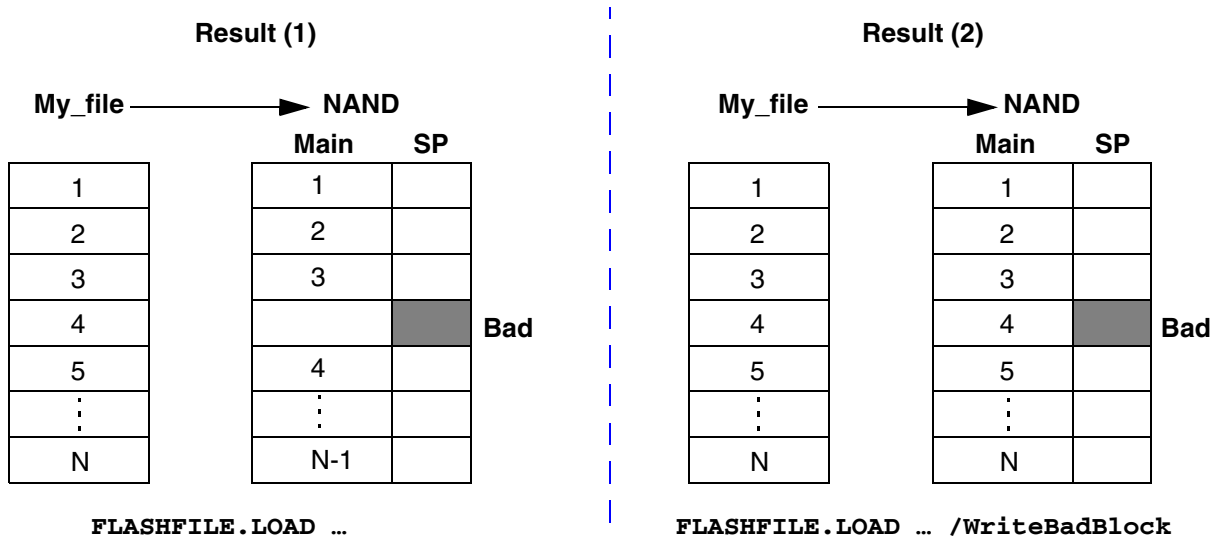 Result (1)
My_file
NAND
Main SP
1
2
3
4
5
N
1
2
3
4
N-1
Bad
FLASHFILE.LOAD …
Result (2)
My_file
NAND
Main SP
1
2
3
4
5
N
1
2
3
4
5
N
Bad
FLASHFILE.LOAD … /WriteBadBlock